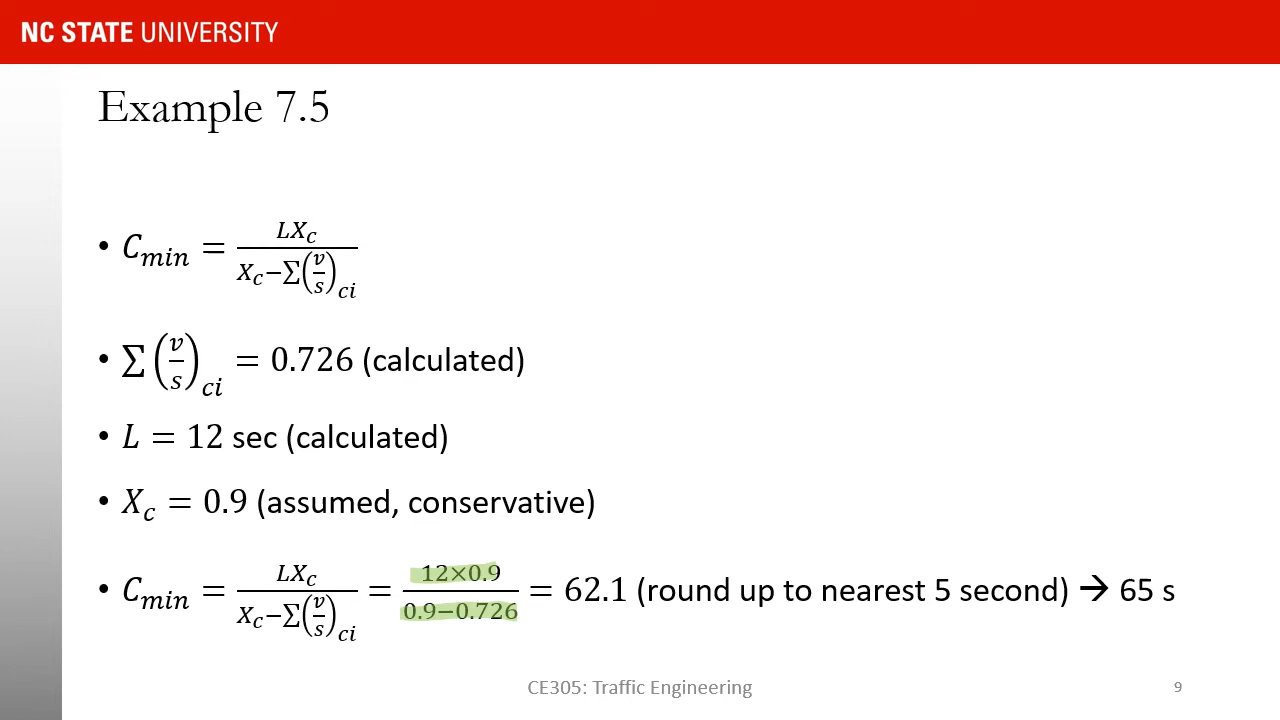 NC STATE UNIVERSITY
Example 7.5
• C_min = LX_c / (X_c−∑(v/s)_ci)
• ∑(v/s)_ci = 0.726 (calculated)
• L = 12 sec (calculated)
• X_c = 0.9 (assumed, conservative)
• C_min = LX_c / (X_c−∑(v/s)_ci) = 12×0.9 / (0.9−0.726) = 62.1 (round up to nearest 5 second) → 65 s
CE305: Traffic Engineering
9